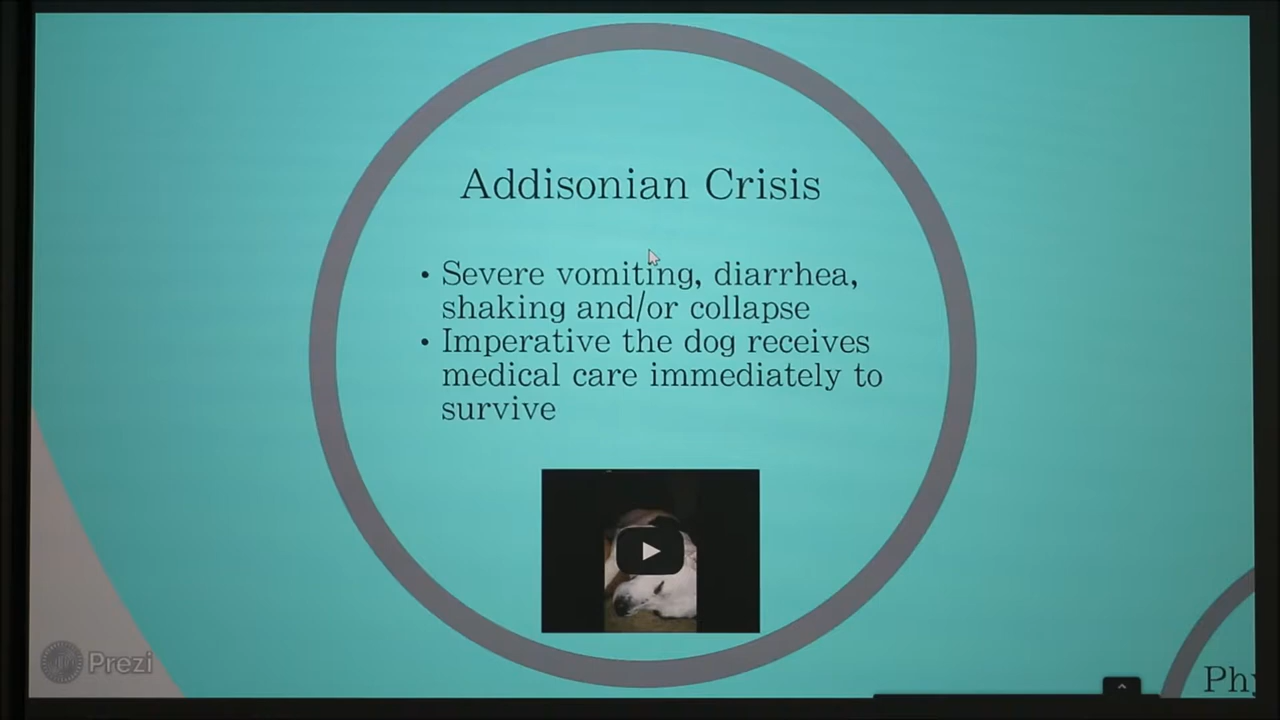 Addisonian Crisis
• Severe vomiting, diarrhea,
shaking and/or collapse
• Imperative the dog receives
medical care immediately to
survive
Prezi